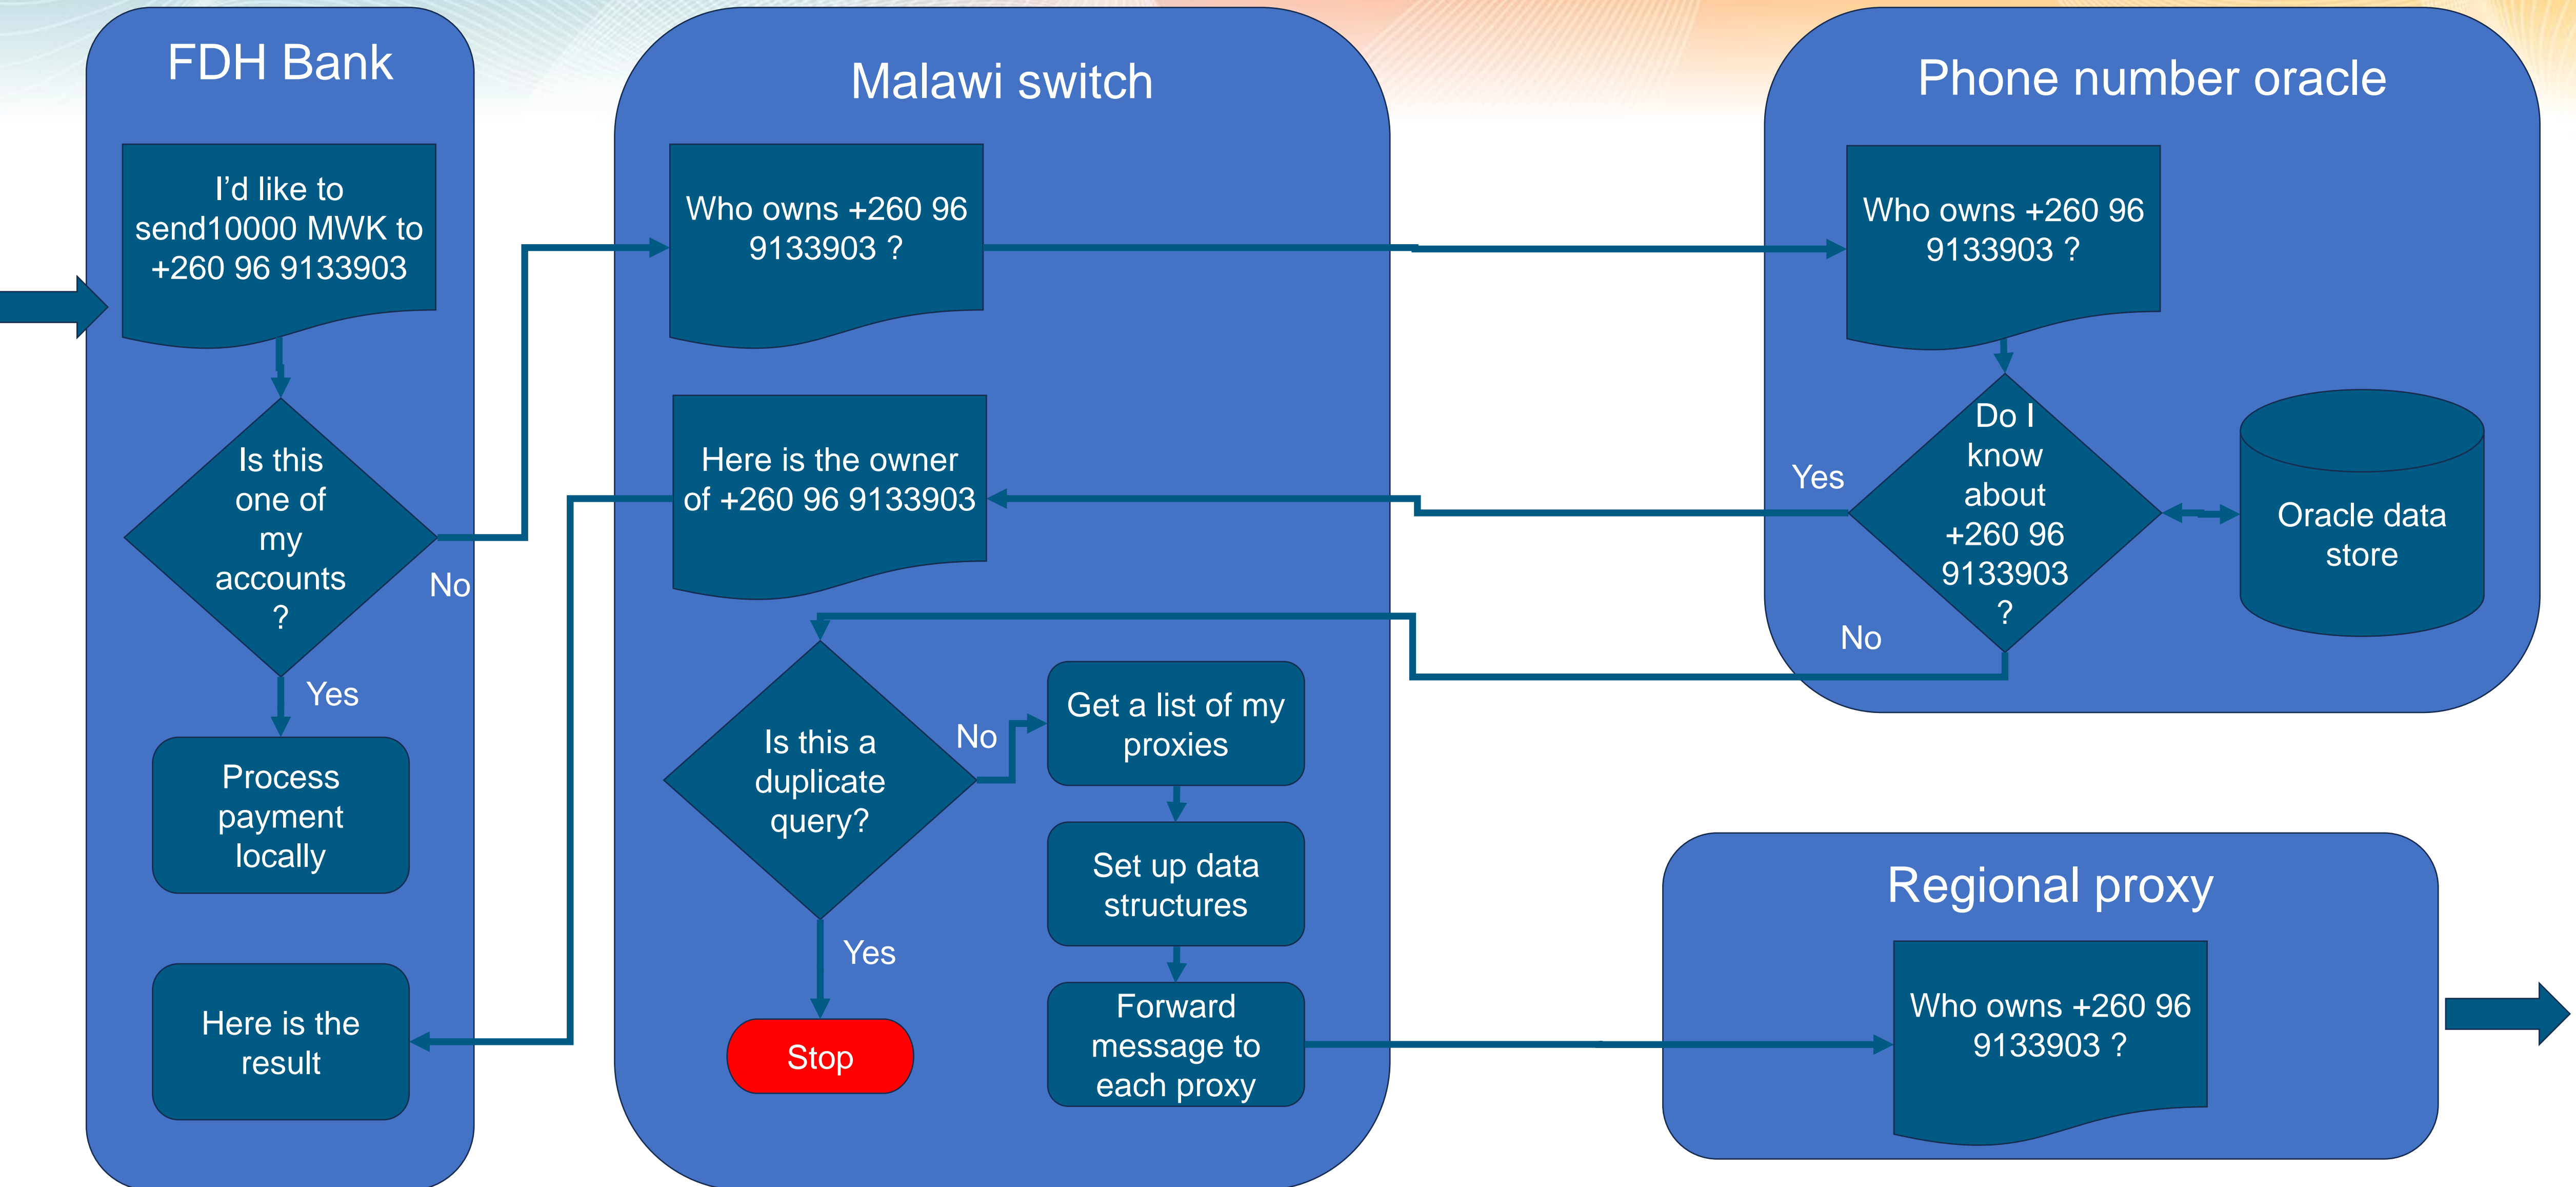 FDH Bank
I’d like to
send10000 MWK to
+260 96 9133903
Is this
one of
my
accounts
?
No
Yes
Process
payment
locally
Here is the
result
Malawi switch
Who owns +260 96
9133903 ?
Here is the owner
of +260 96 9133903
Is this a
duplicate
query?
No
Yes
Stop
Get a list of my
proxies
Set up data
structures
Forward
message to
each proxy
Phone number oracle
Who owns +260 96
9133903 ?
Do I
know
about
+260 96
9133903
?
Yes
No
Oracle data
store
Regional proxy
Who owns +260 96
9133903 ?